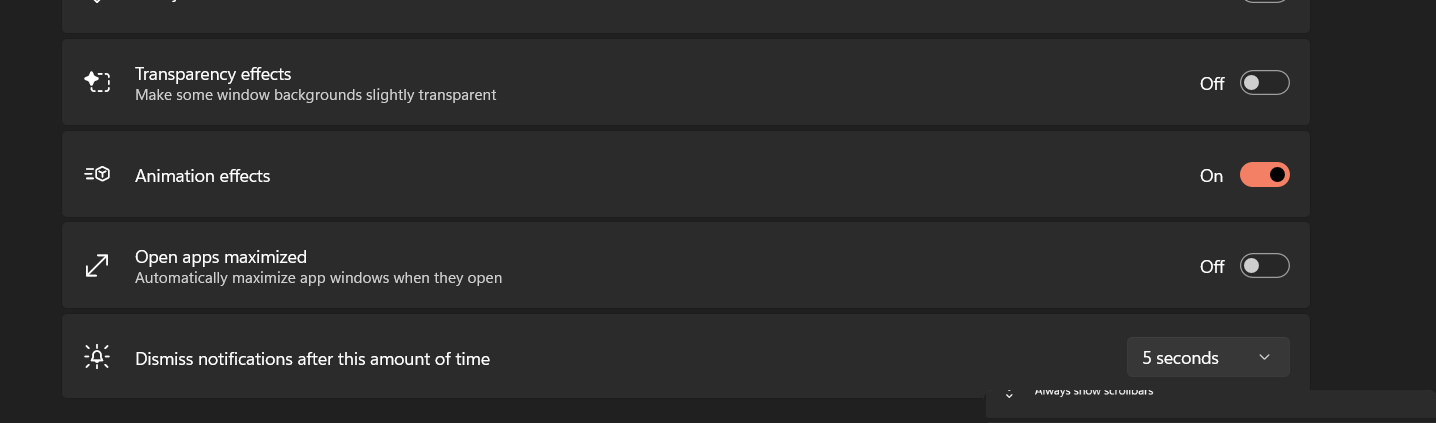 Transparency effects
Make some window backgrounds slightly transparent
Off
Animation effects
On
Open apps maximized
Automatically maximize app windows when they open
Off
Dismiss notifications after this amount of time
5 seconds
Always show scrollbars